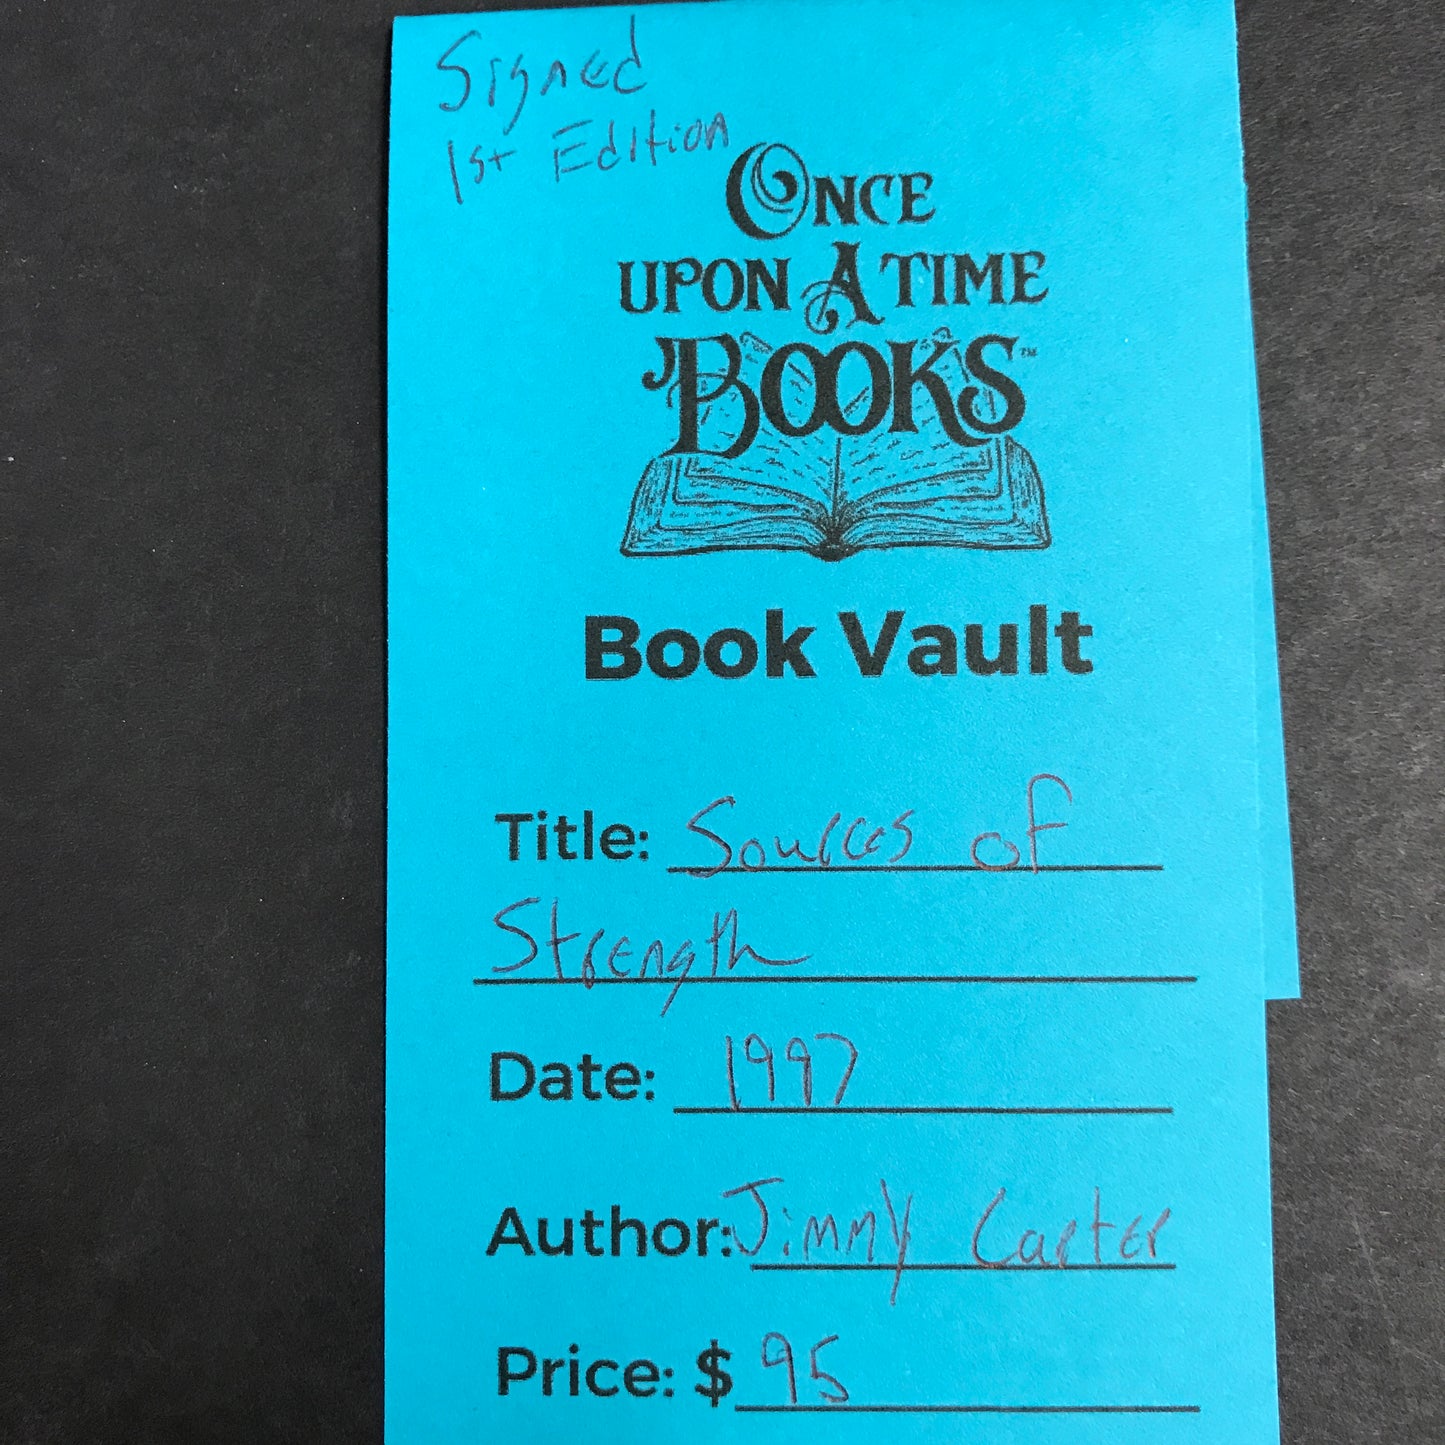 Signed
1st Edition
ONCE
UPON A TIME
BOOKS™
Book Vault
Title: Sources of
Strength
Date: 1997
Author: Jimmy Carter
Price: $ 95